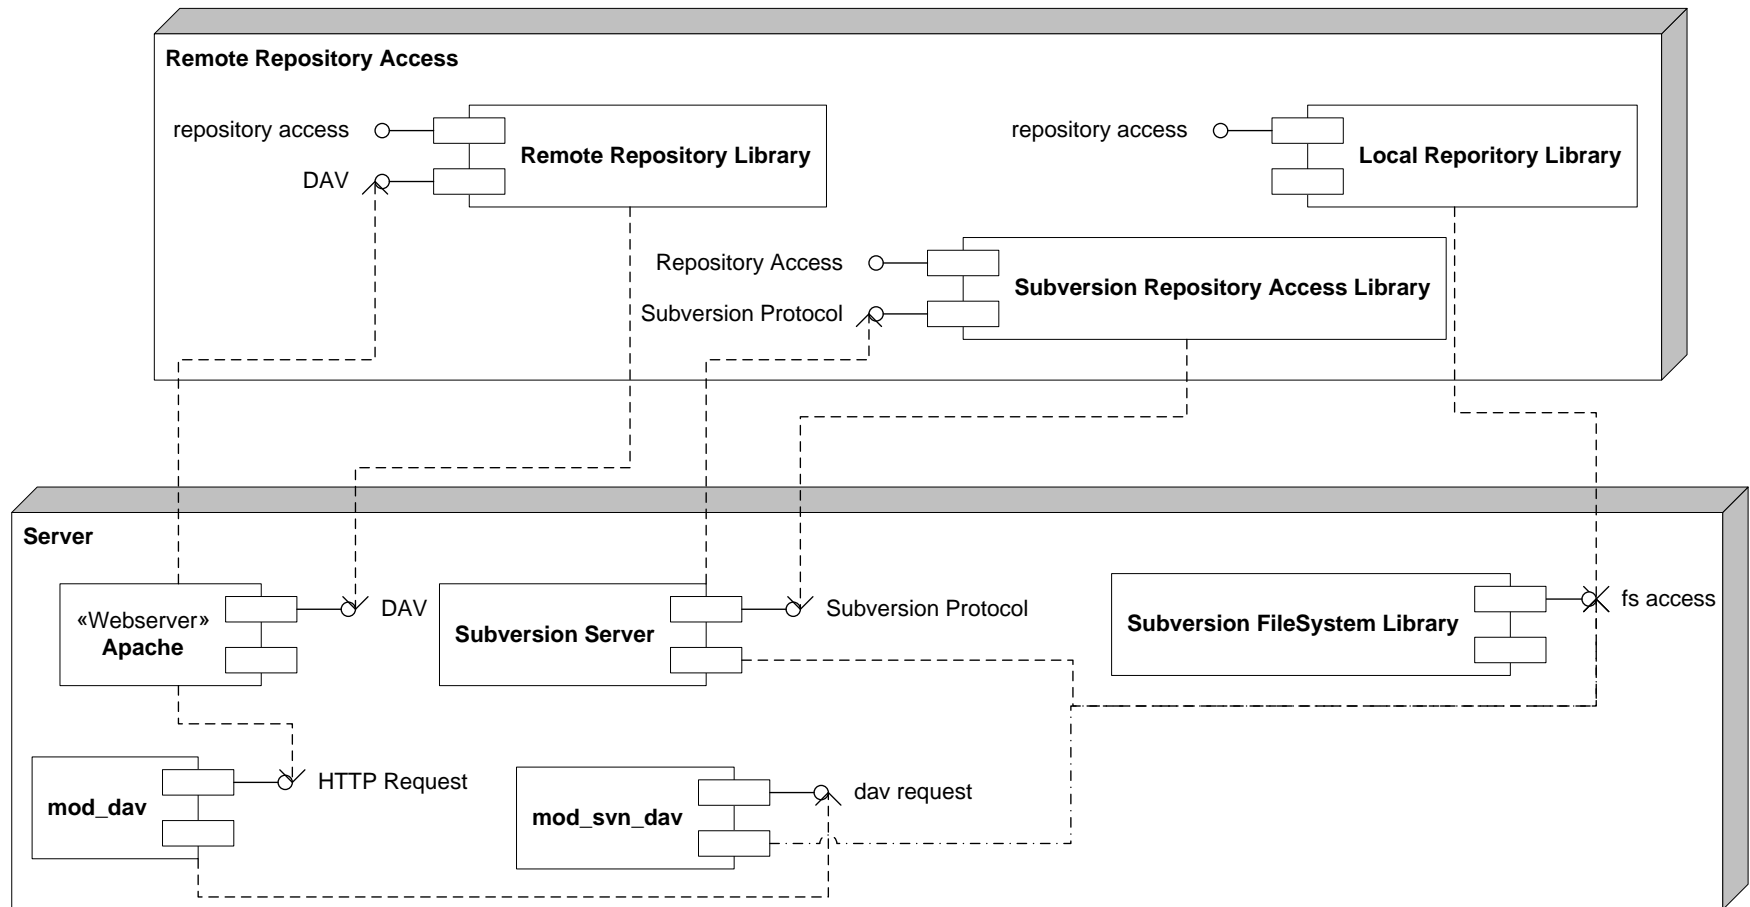 Remote Repository Access
repository access
Remote Repository Library
DAV
repository access
Local Reporitory Library
Repository Access
Subversion Repository Access Library
Subversion Protocol
Server
«Webserver»
Apache
DAV
Subversion Server
Subversion Protocol
Subversion FileSystem Library
fs access
mod_dav
HTTP Request
mod_svn_dav
dav request